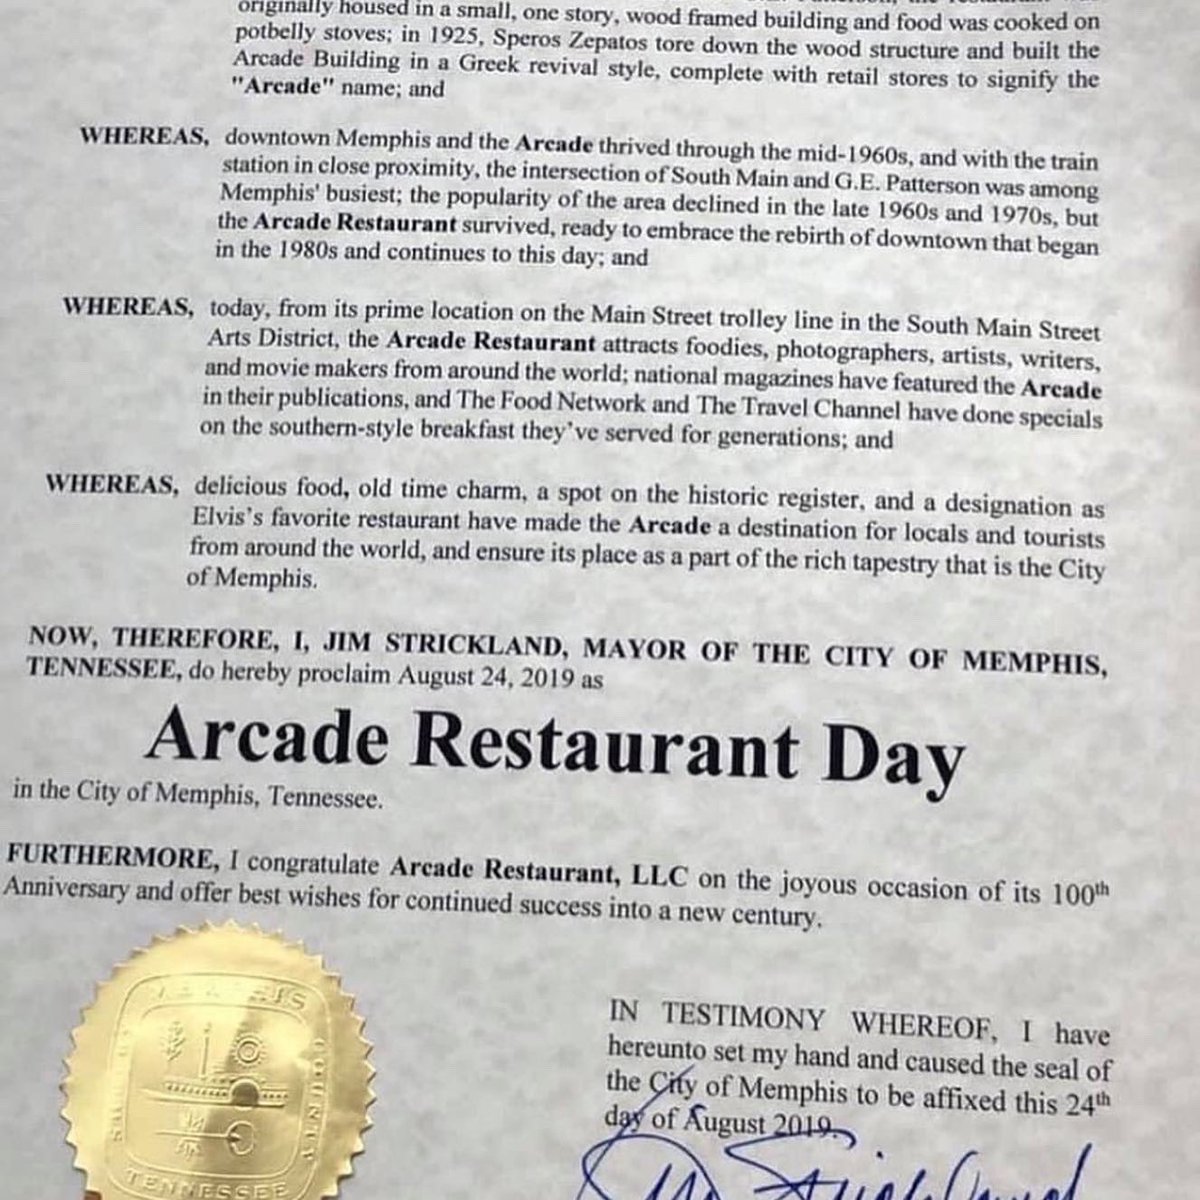 originally housed in a small, one story, wood framed building and food was cooked on
potbelly stoves; in 1925, Speros Zepatos tore down the wood structure and built the
Arcade Building in a Greek revival style, complete with retail stores to signify the
"Arcade" name; and
WHEREAS, downtown Memphis and the Arcade thrived through the mid-1960s, and with the train
station in close proximity, the intersection of South Main and G.E. Patterson was among
Memphis' busiest; the popularity of the area declined in the late 1960s and 1970s, but
the Arcade Restaurant survived, ready to embrace the rebirth of downtown that began
in the 1980s and continues to this day; and
WHEREAS, today, from its prime location on the Main Street trolley line in the South Main Street
Arts District, the Arcade Restaurant attracts foodies, photographers, artists, writers,
and movie makers from around the world; national magazines have featured the Arcade
in their publications, and The Food Network and The Travel Channel have done specials
on the southern-style breakfast they've served for generations; and
WHEREAS, delicious food, old time charm, a spot on the historic register, and a designation as
Elvis's favorite restaurant have made the Arcade a destination for locals and tourists
from around the world, and ensure its place as a part of the rich tapestry that is the City
of Memphis.
NOW, THEREFORE, I, JIM STRICKLAND, MAYOR OF THE CITY OF MEMPHIS,
TENNESSEE, do hereby proclaim August 24, 2019 as
Arcade Restaurant Day
in the City of Memphis, Tennessee.
FURTHERMORE, I congratulate Arcade Restaurant, LLC on the joyous occasion of its 100th
Anniversary and offer best wishes for continued success into a new century.
IN TESTIMONY WHEREOF, I have
hereunto set my hand and caused the seal of
the City of Memphis to be affixed this 24th
day of August 2019.
MEMPHIS
TENNESSEE